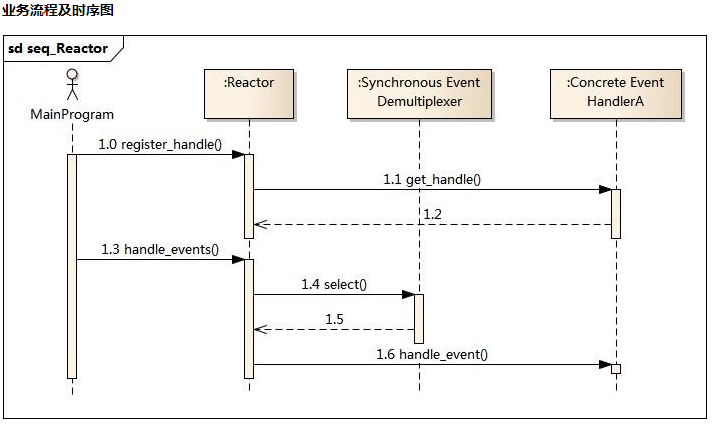 业务流程及时序图
sd seq_Reactor
MainProgram
:Reactor
:Synchronous Event
Demultiplexer
:Concrete Event
HandlerA
1.0 register_handle()
1.1 get_handle()
1.2
1.3 handle_events()
1.4 select()
1.5
1.6 handle_event()